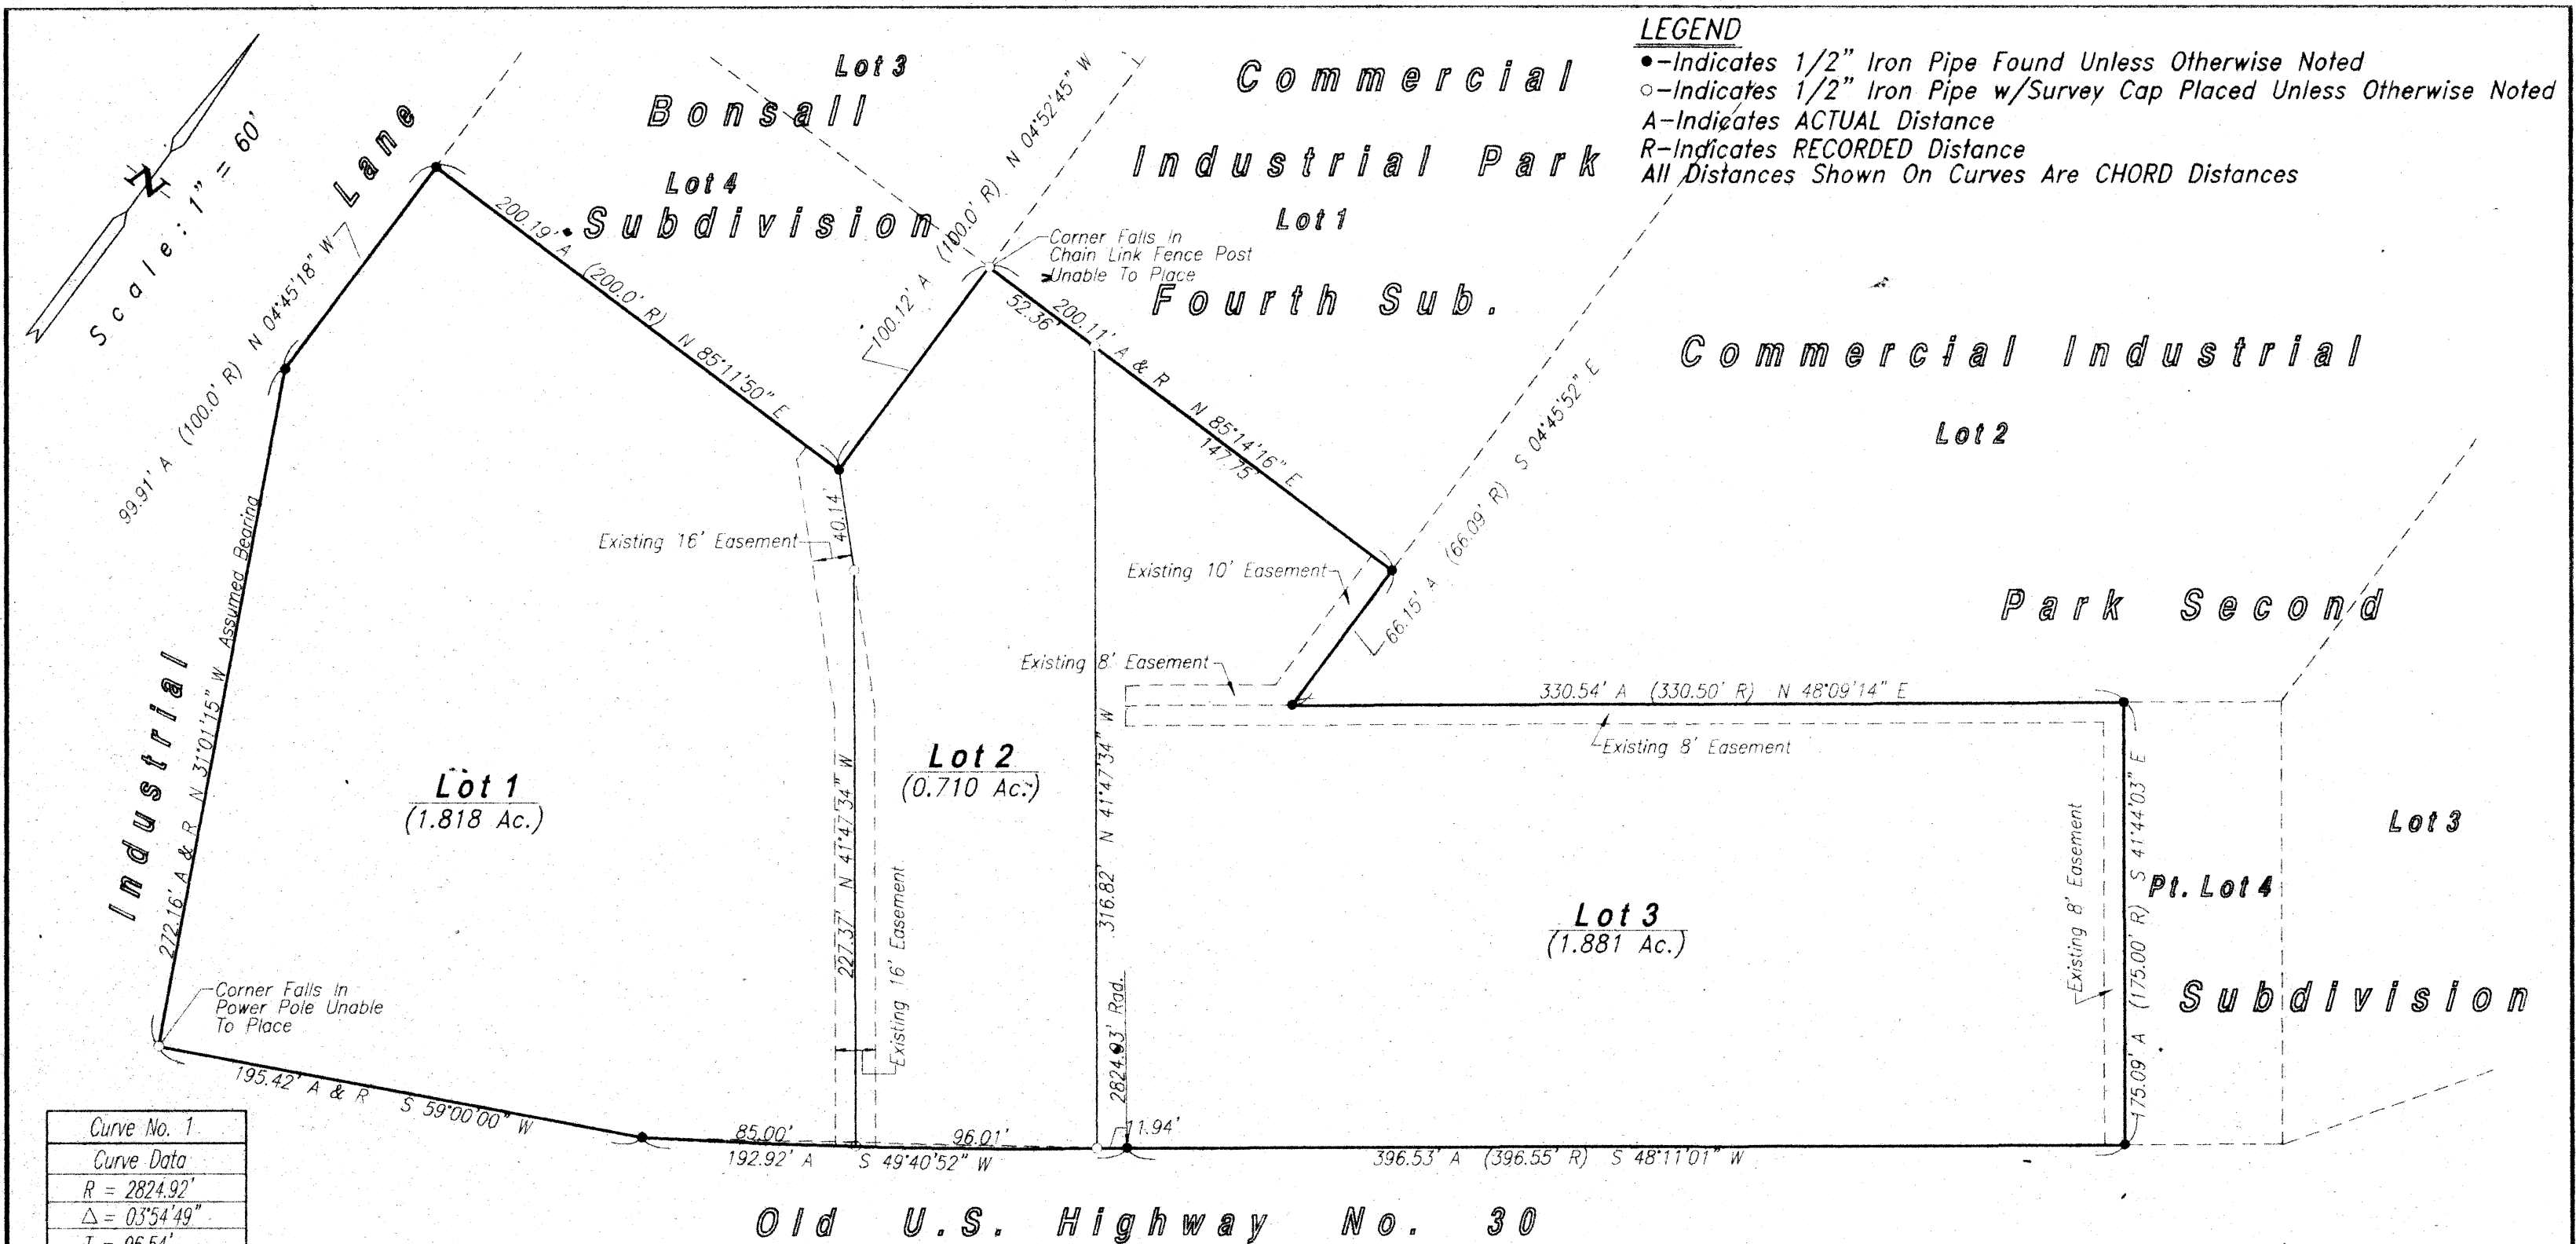 LEGEND
●-Indicates 1/2" Iron Pipe Found Unless Otherwise Noted
○-Indicates 1/2" Iron Pipe w/Survey Cap Placed Unless Otherwise Noted
A-Indicates ACTUAL Distance
R-Indicates RECORDED Distance
All Distances Shown On Curves Are CHORD Distances
N
Scale: 1" = 60'
Industrial Lane
Lot 3
Bonsall
Lot 4
Subdivision
Commercial
Industrial Park
Lot 1
Fourth Sub.
Commercial Industrial
Lot 2
Park Second
Lot 3
Pt. Lot 4
Subdivision
99.91' A (100.0' R) N 04°45'18" W
200.19' A (200.0' R) N 85°11'50" E
100.12' A (100.0' R) N 04°52'45" W
Corner Falls In
Chain Link Fence Post
Unable To Place
200.11' A & R N 85°14'16" E
52.36'
147.75'
66.15' A (66.09' R) S 04°45'52" E
40.14'
Existing 16' Easement
Existing 10' Easement
Existing 8' Easement
330.54' A (330.50' R) N 48°09'14" E
Existing 8' Easement
272.16' A & R N 31°01'15" W Assumed Bearing
Lot 1
(1.818 Ac.)
227.37' N 41°47'34" W
Existing 16' Easement
Lot 2
(0.710 Ac.)
316.82' N 41°47'34" W
2824.93' Rad.
Lot 3
(1.881 Ac.)
Existing 8' Easement
175.09' A (175.00' R) S 41°44'03" E
Corner Falls In
Power Pole Unable
To Place
195.42' A & R S 59°00'00" W
85.00'
96.01'
11.94'
192.92' A S 49°40'52" W
396.53' A (396.55' R) S 48°11'01" W
Curve No. 1
Curve Data
R = 2824.92'
Δ = 03°54'49"
T = 96.54'
Old U.S. Highway No. 30